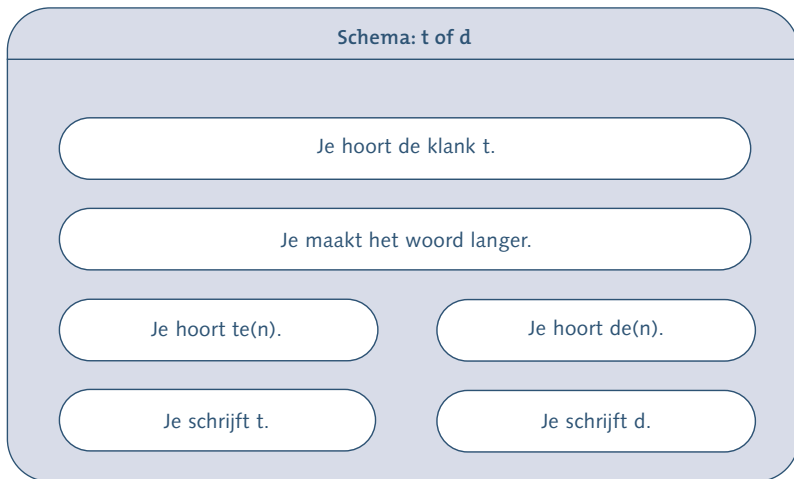 Schema: t of d
Je hoort de klank t.
Je maakt het woord langer.
Je hoort te(n).
Je hoort de(n).
Je schrijft t.
Je schrijft d.